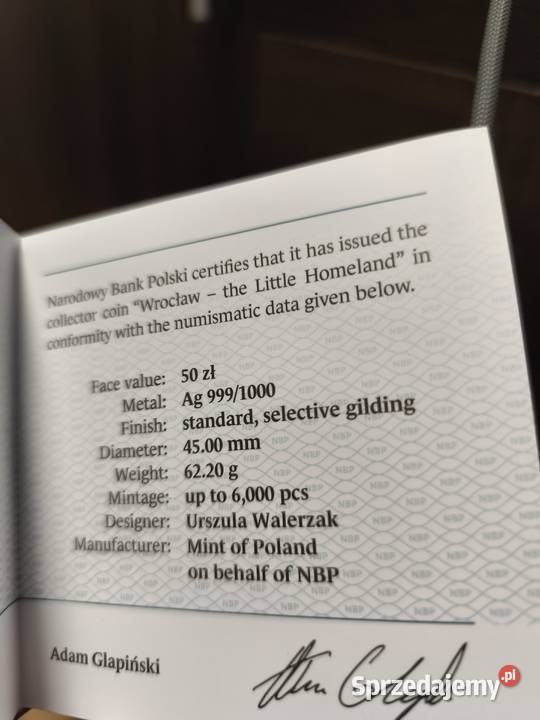 Narodowy Bank Polski certifies that it has issued the
collector coin “Wrocław – the Little Homeland” in
conformity with the numismatic data given below.
Face value: 50 zł
Metal: Ag 999/1000
Finish: standard, selective gilding
Diameter: 45.00 mm
Weight: 62.20 g
Mintage: up to 6,000 pcs
Designer: Urszula Walerzak
Manufacturer: Mint of Poland
on behalf of NBP
Adam Glapiński
Sprzedajemy.pl